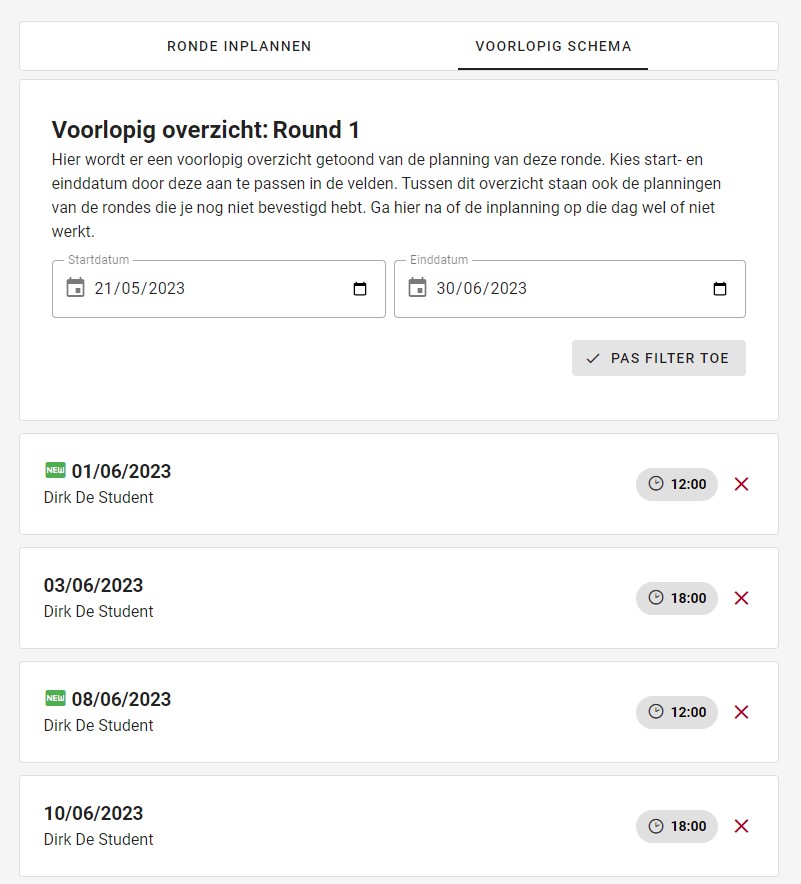 RONDE INPLANNEN
VOORLOPIG SCHEMA
Voorlopig overzicht: Round 1
Hier wordt er een voorlopig overzicht getoond van de planning van deze ronde. Kies start- en
einddatum door deze aan te passen in de velden. Tussen dit overzicht staan ook de planningen
van de rondes die je nog niet bevestigd hebt. Ga hier na of de inplanning op die dag wel of niet
werkt.
Startdatum
21/05/2023
Einddatum
30/06/2023
PAS FILTER TOE
NEW 01/06/2023
Dirk De Student
12:00
03/06/2023
Dirk De Student
18:00
NEW 08/06/2023
Dirk De Student
12:00
10/06/2023
Dirk De Student
18:00